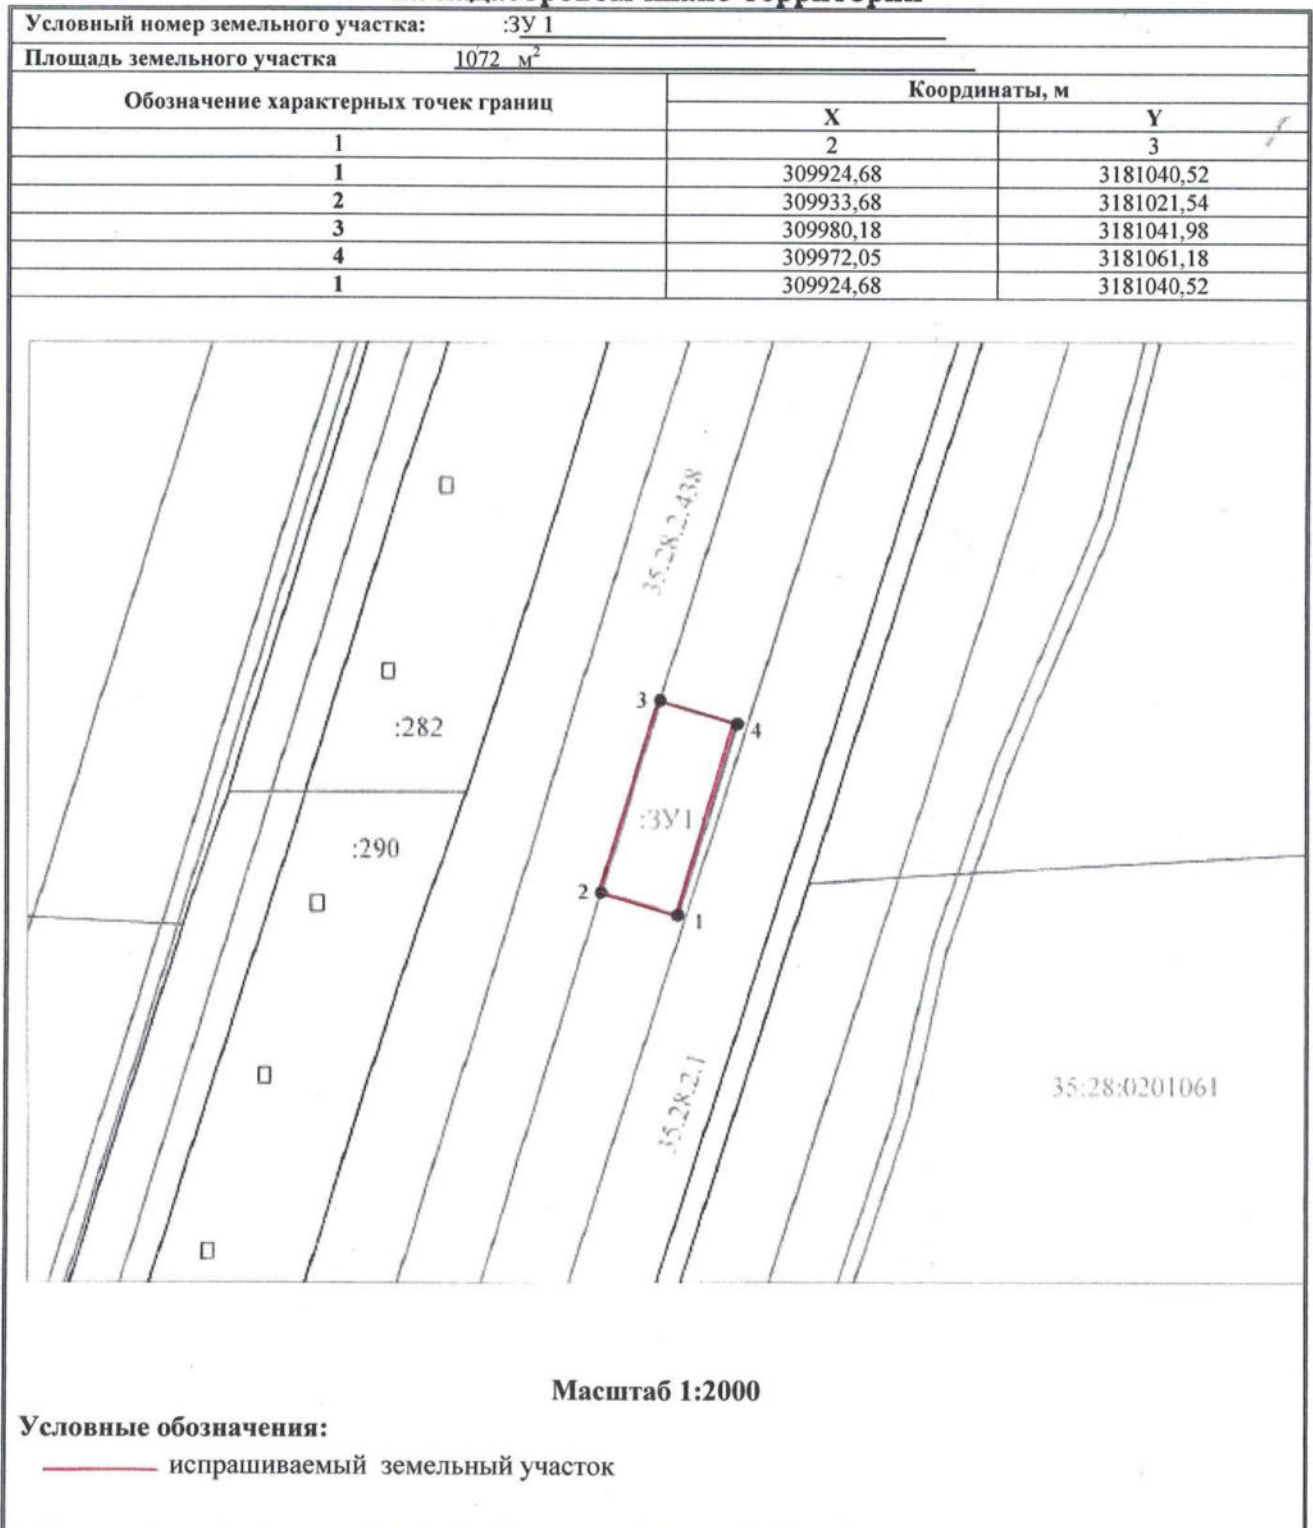 Условный номер земельного участка: :ЗУ 1
Площадь земельного участка 1072 м²
Обозначение характерных точек границ
Координаты, м
X Y
1 2 3
1 309924,68 3181040,52
2 309933,68 3181021,54
3 309980,18 3181041,98
4 309972,05 3181061,18
1 309924,68 3181040,52
35.28.2.438
3
4
:282
:ЗУ1
:290
2
1
35.28.2.1
35:28:0201061
Масштаб 1:2000
Условные обозначения:
испрашиваемый земельный участок